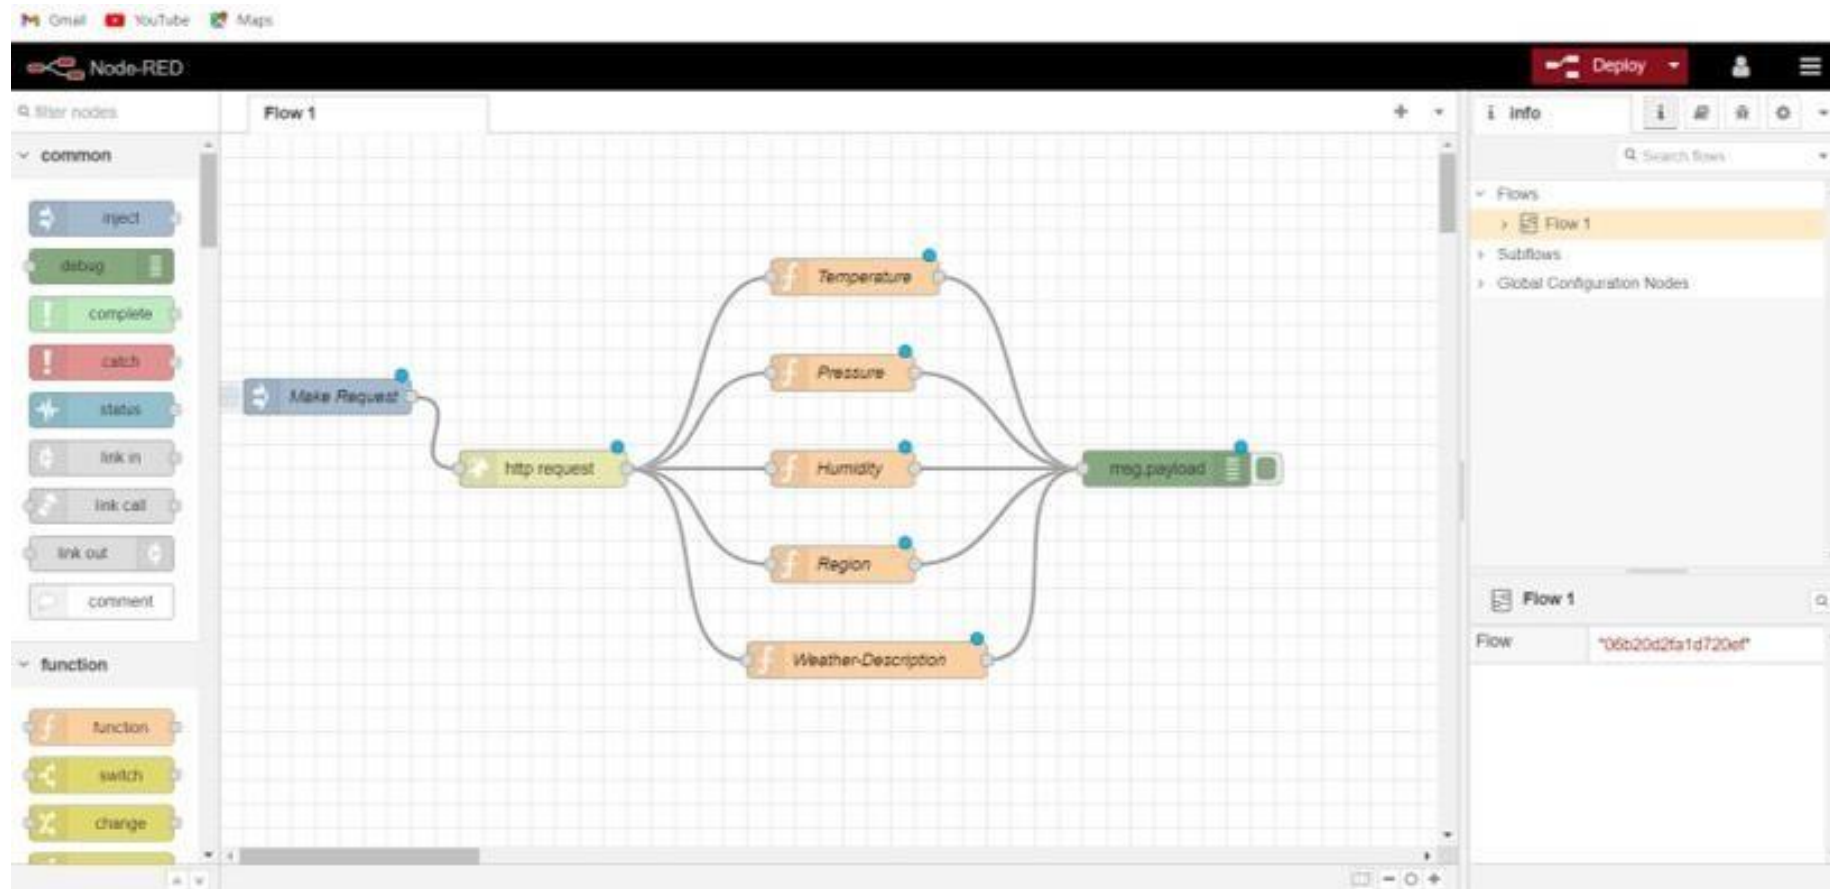 Gmail YouTube Maps
Node-RED Deploy
filter nodes
Flow 1
info
common
Search flows
inject
debug
complete
catch
status
link in
link call
link out
comment
function
function
switch
change
Make Request
http request
Temperature
Pressure
Humidity
Region
Weather-Description
msg.payload
Flows
Flow 1
Subflows
Global Configuration Nodes
Flow 1
Flow "06b20d2fa1d720ef"